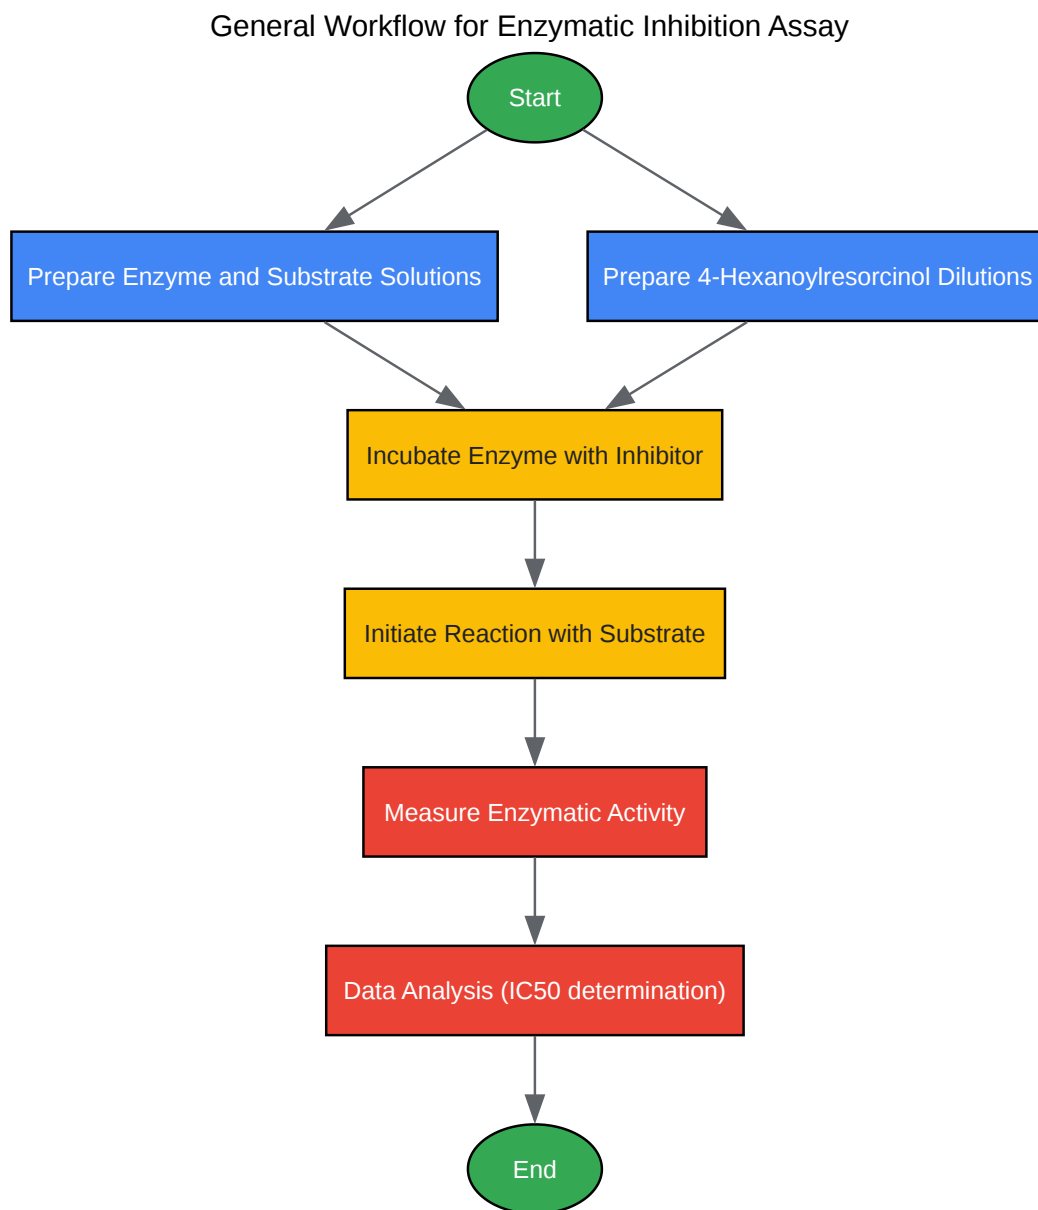 General Workflow for Enzymatic Inhibition Assay
Start
Prepare Enzyme and Substrate Solutions
Prepare 4-Hexanoylresorcinol Dilutions
Incubate Enzyme with Inhibitor
Initiate Reaction with Substrate
Measure Enzymatic Activity
Data Analysis (IC50 determination)
End